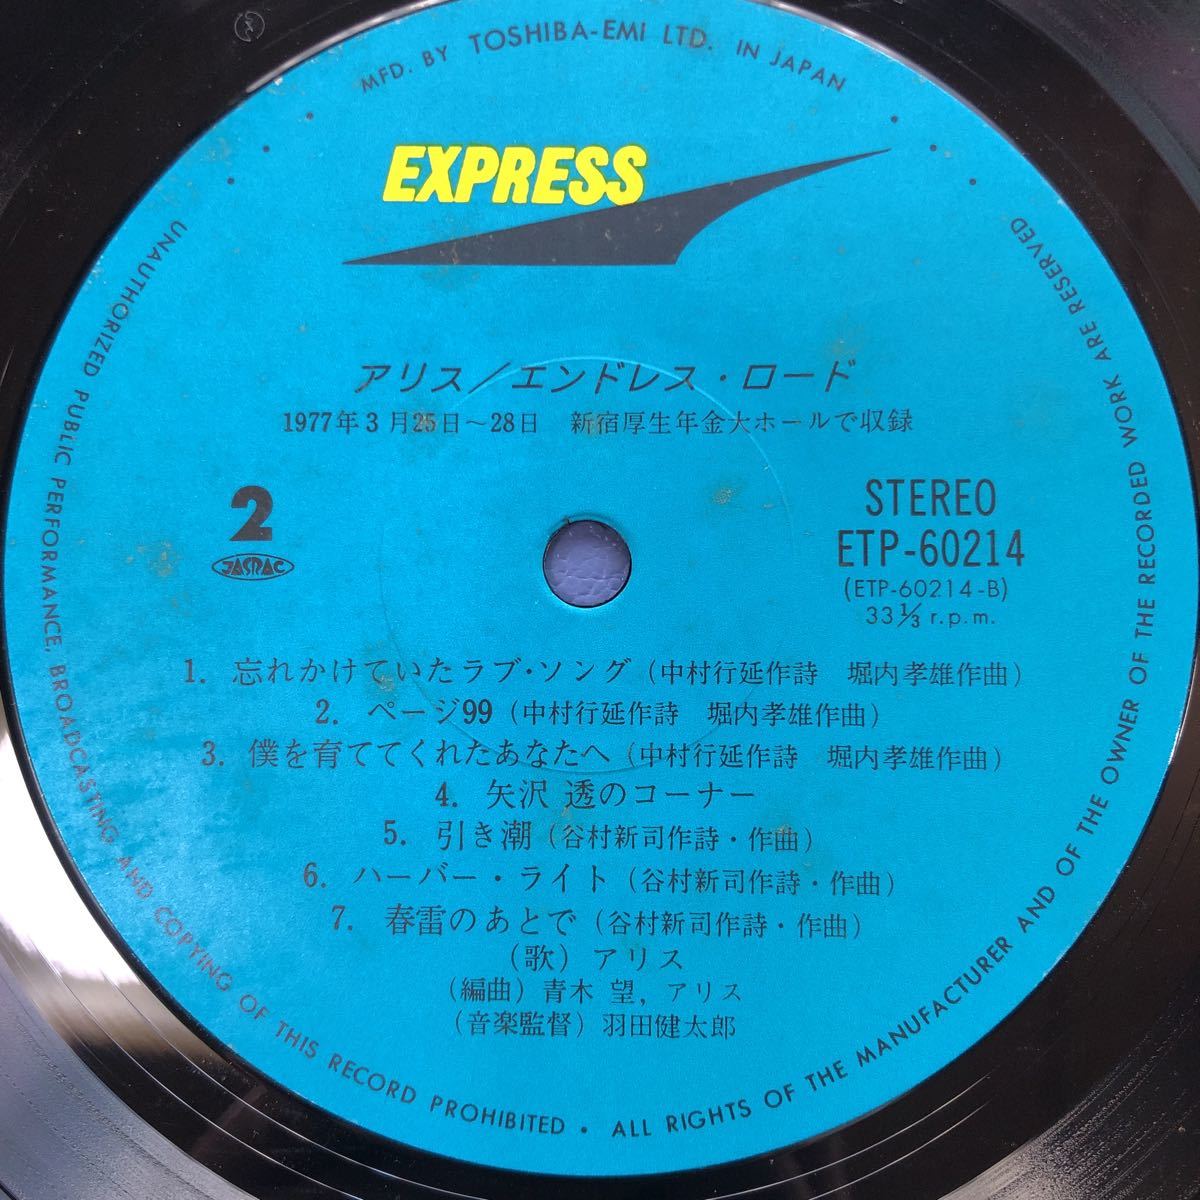 MFD. BY TOSHIBA-EMI LTD. IN JAPAN
EXPRESS
アリス／エンドレス・ロード
1977年3月25日〜28日　新宿厚生年金大ホールで収録
2
JASRAC
STEREO
ETP-60214
(ETP-60214-B)
33⅓ r.p.m.
1. 忘れかけていたラブ・ソング（中村行延作詩　堀内孝雄作曲）
2. ページ99（中村行延作詩　堀内孝雄作曲）
3. 僕を育ててくれたあなたへ（中村行延作詩　堀内孝雄作曲）
4. 矢沢 透のコーナー
5. 引き潮（谷村新司作詩・作曲）
6. ハーバー・ライト（谷村新司作詩・作曲）
7. 春雷のあとで（谷村新司作詩・作曲）
（歌）アリス
（編曲）青木 望, アリス
（音楽監督）羽田健太郎
UNAUTHORIZED PUBLIC PERFORMANCE, BROADCASTING AND COPYING OF THIS RECORD PROHIBITED • ALL RIGHTS OF THE MANUFACTURER AND OF THE OWNER OF THE RECORDED WORK ARE RESERVED